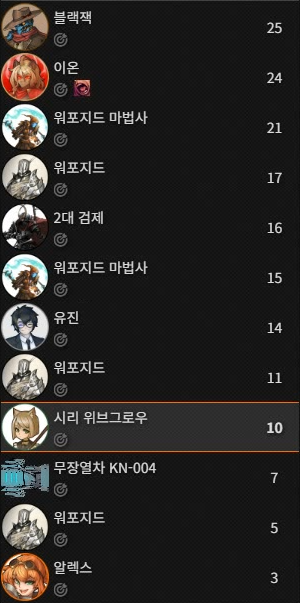 블랙잭
25
이온
24
워포지드 마법사
21
워포지드
17
2대 검제
16
워포지드 마법사
15
유진
14
워포지드
11
시리 위브그로우
10
무장열차 KN-004
7
워포지드
5
알렉스
3